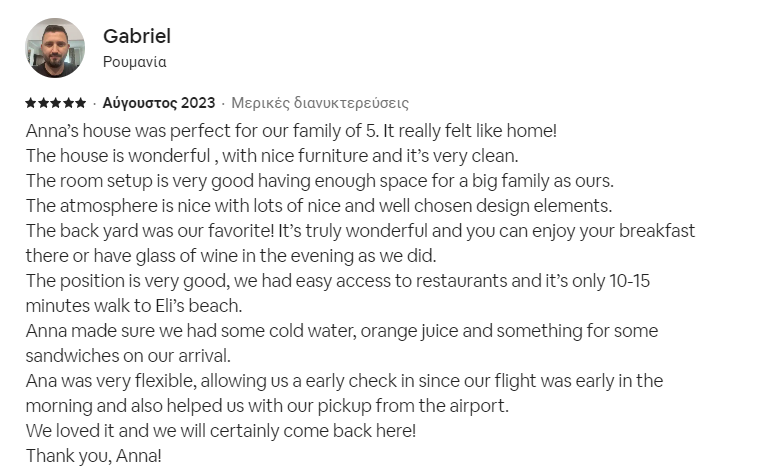 Gabriel
Ρουμανία
★★★★★ · Αύγουστος 2023 · Μερικές διανυκτερεύσεις
Anna’s house was perfect for our family of 5. It really felt like home!
The house is wonderful , with nice furniture and it’s very clean.
The room setup is very good having enough space for a big family as ours.
The atmosphere is nice with lots of nice and well chosen design elements.
The back yard was our favorite! It’s truly wonderful and you can enjoy your breakfast
there or have glass of wine in the evening as we did.
The position is very good, we had easy access to restaurants and it’s only 10-15
minutes walk to Eli’s beach.
Anna made sure we had some cold water, orange juice and something for some
sandwiches on our arrival.
Ana was very flexible, allowing us a early check in since our flight was early in the
morning and also helped us with our pickup from the airport.
We loved it and we will certainly come back here!
Thank you, Anna!